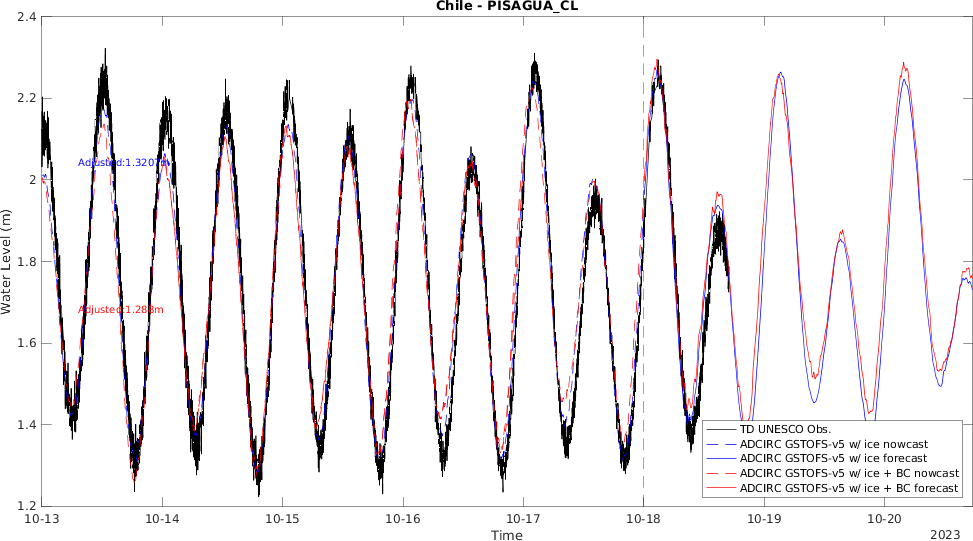 Chile - PISAGUA_CL
Water Level (m)
2.4
2.2
2
1.8
1.6
1.4
1.2
Adjusted:1.3207m
Adjusted:1.283m
TD UNESCO Obs.
ADCIRC GSTOFS-v5 w/ ice nowcast
ADCIRC GSTOFS-v5 w/ ice forecast
ADCIRC GSTOFS-v5 w/ ice + BC nowcast
ADCIRC GSTOFS-v5 w/ ice + BC forecast
10-13 10-14 10-15 10-16 10-17 10-18 10-19 10-20
Time
2023